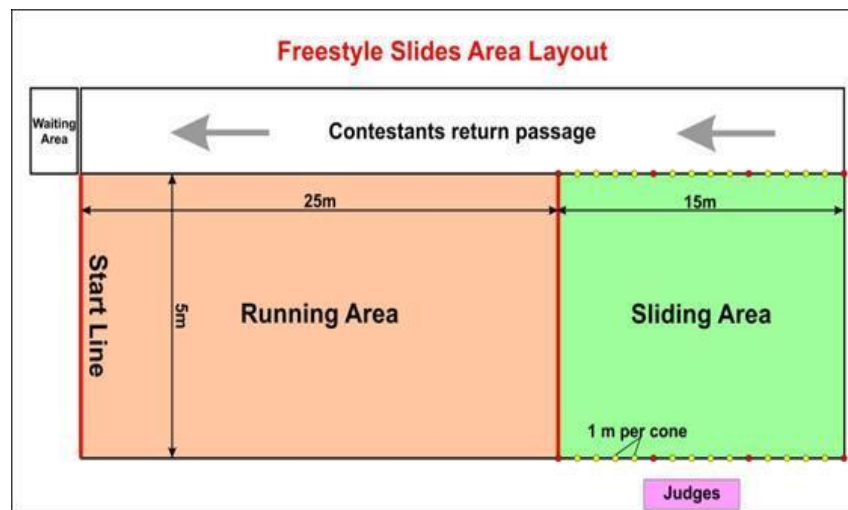 Freestyle Slides Area Layout
Waiting
Area
Contestants return passage
25m
15m
Start Line
5m
Running Area
Sliding Area
1 m per cone
Judges